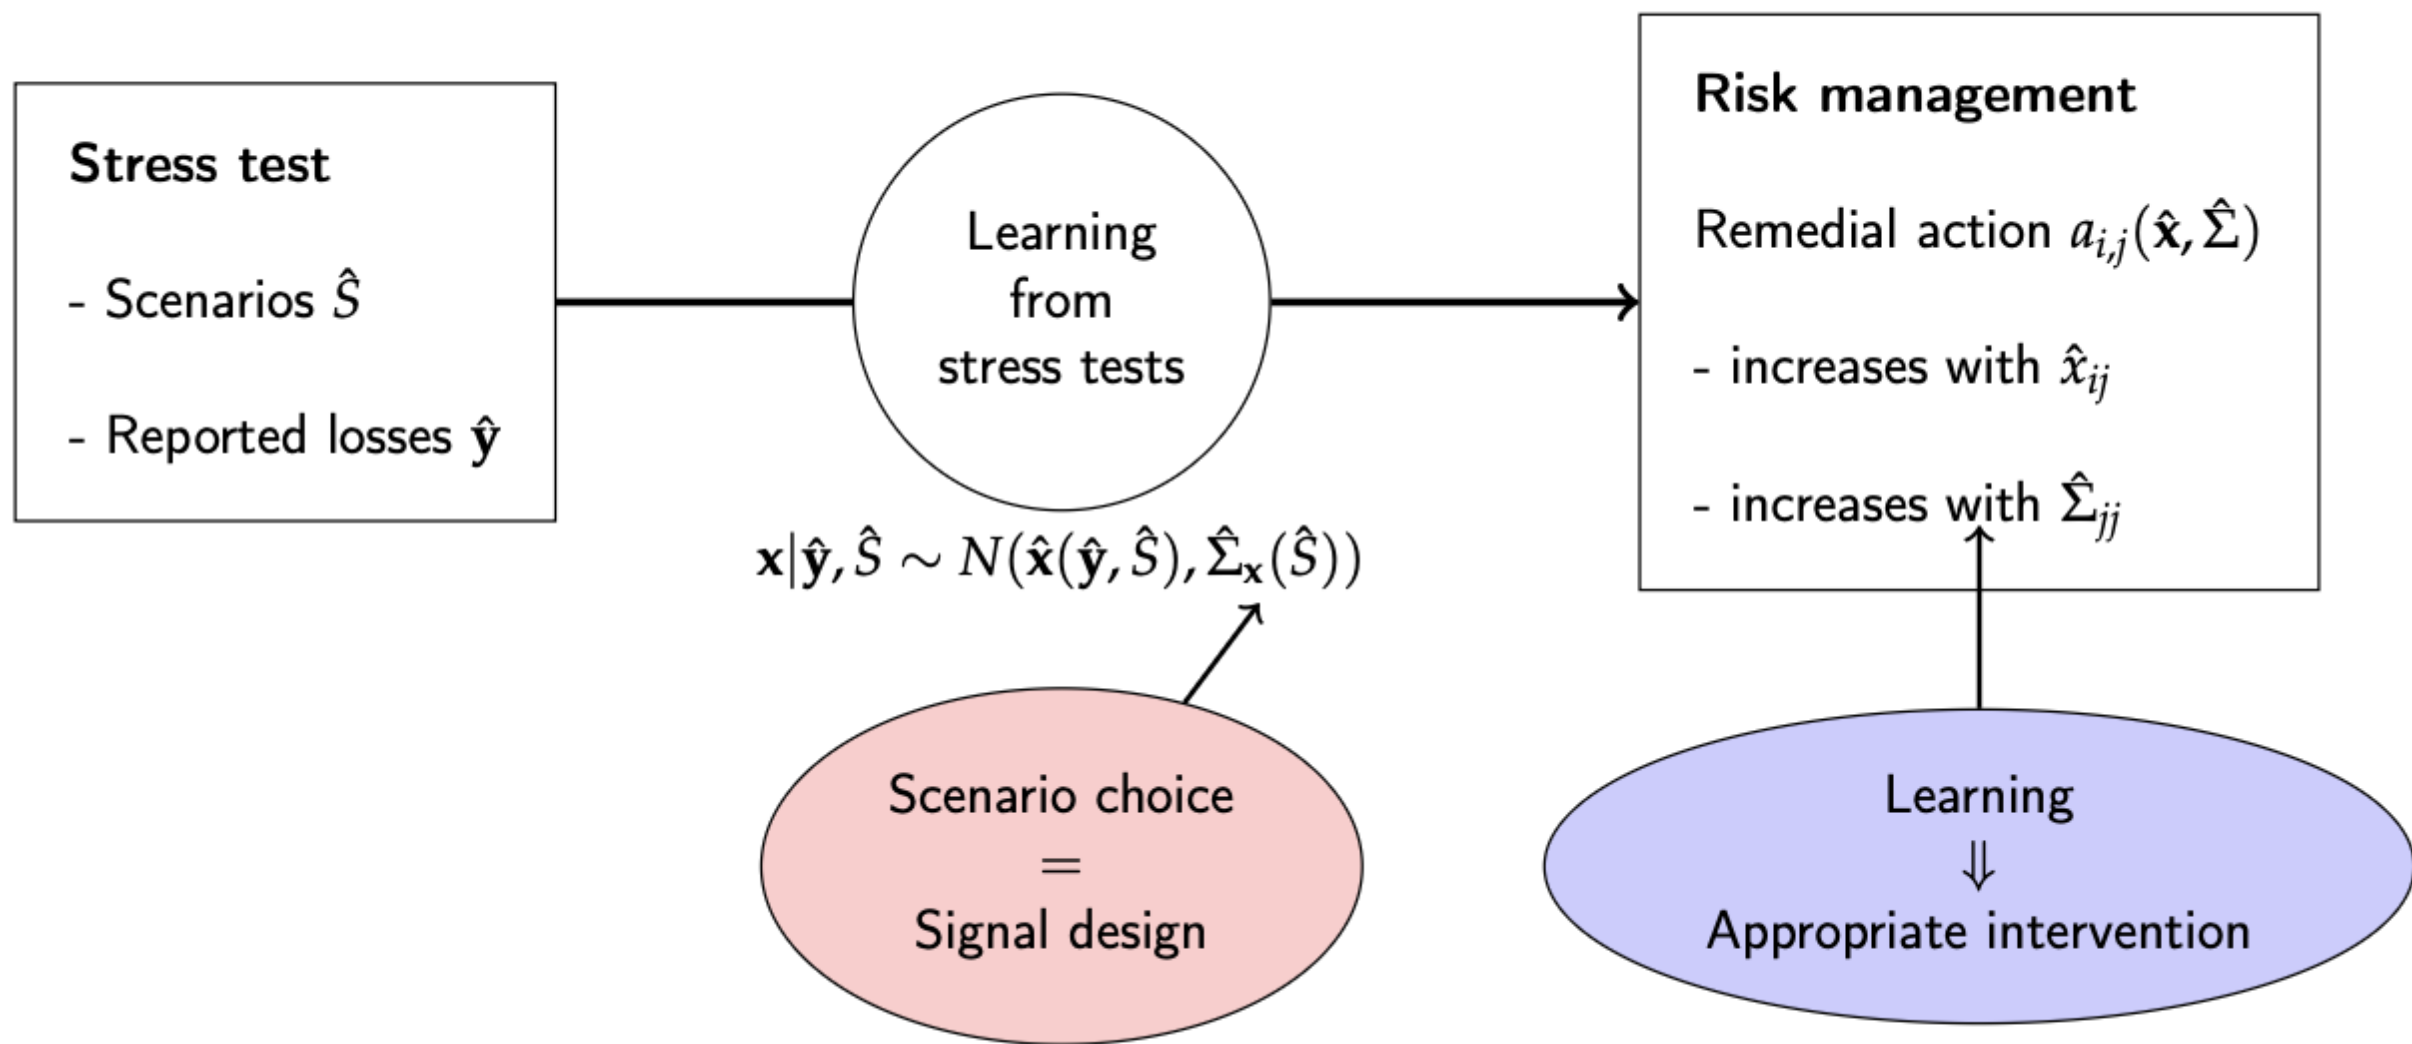 Stress test
- Scenarios Ŝ
- Reported losses ŷ
Learning
from
stress tests
x|ŷ, Ŝ ∼ N(x̂(ŷ, Ŝ), Σ̂ₓ(Ŝ))
Risk management
Remedial action a_{i,j}(x̂, Σ̂)
- increases with x̂_{ij}
- increases with Σ̂_{jj}
Scenario choice
=
Signal design
Learning
⇓
Appropriate intervention